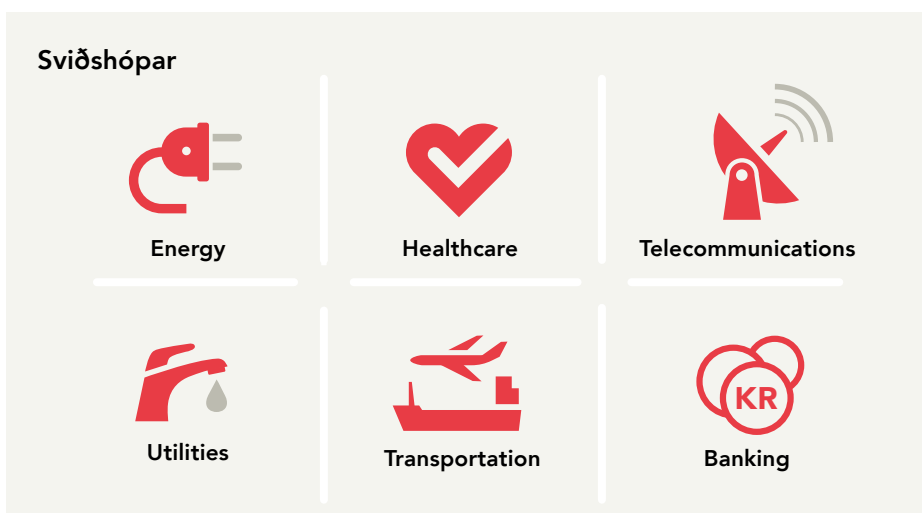 Sviðshópar
Energy
Healthcare
Telecommunications
Utilities
Transportation
KR
Banking